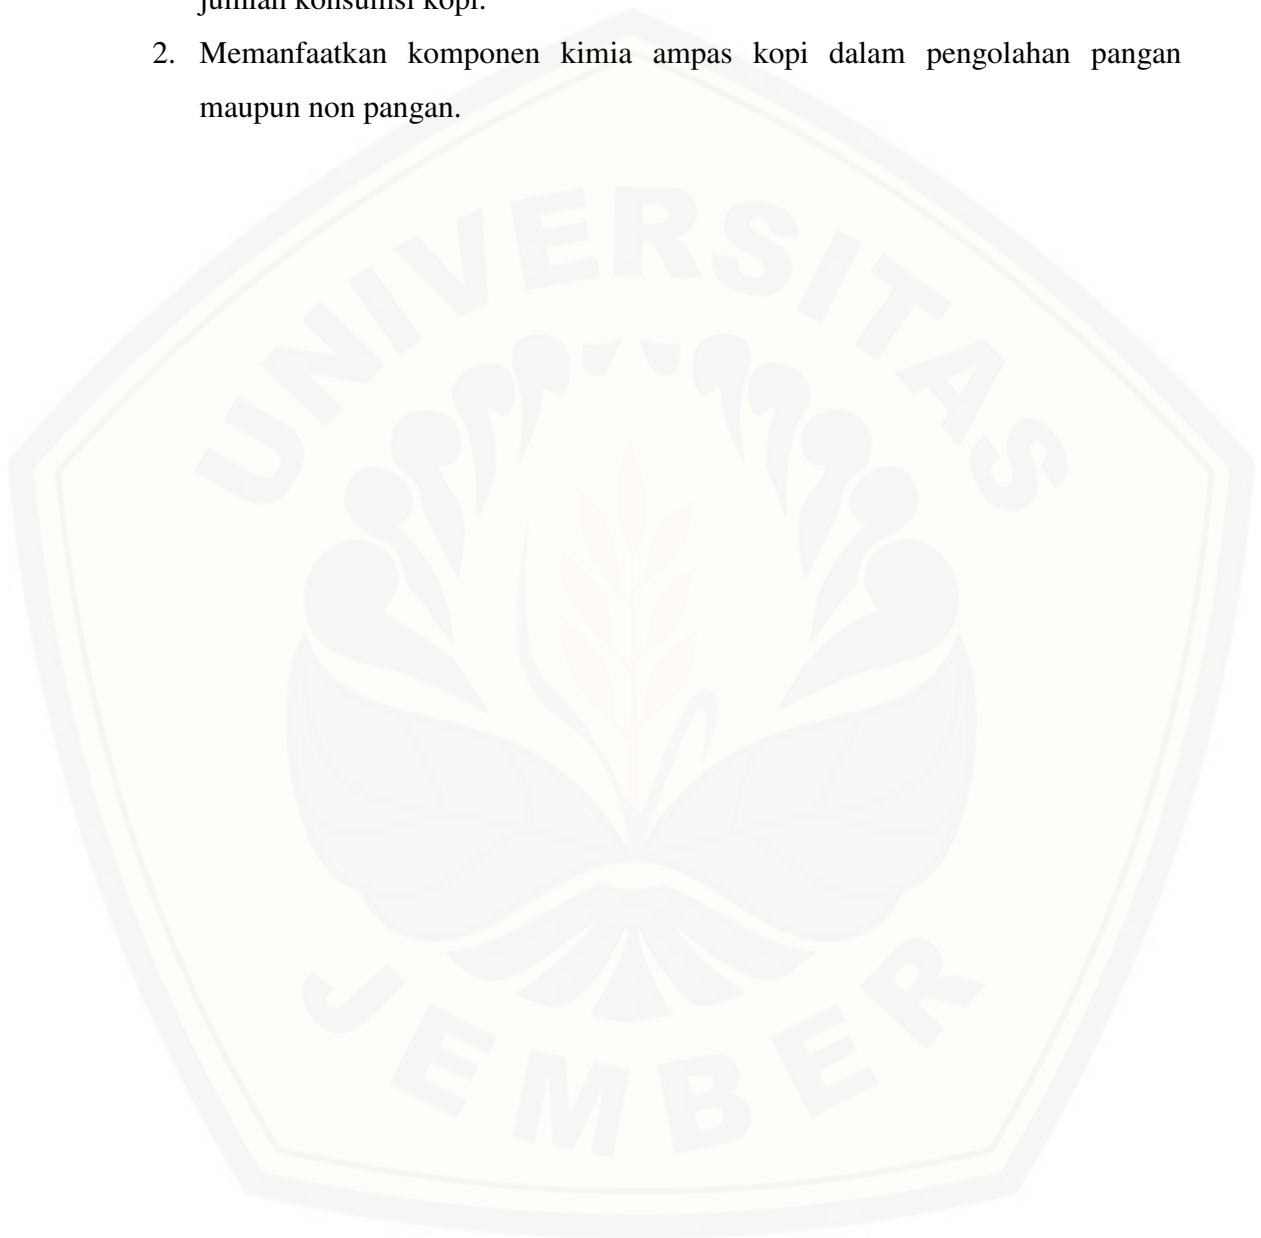 jumlah konsumsi kopi.
2. Memanfaatkan komponen kimia ampas kopi dalam pengolahan pangan
maupun non pangan.
UNIVERSITAS
JEMBER